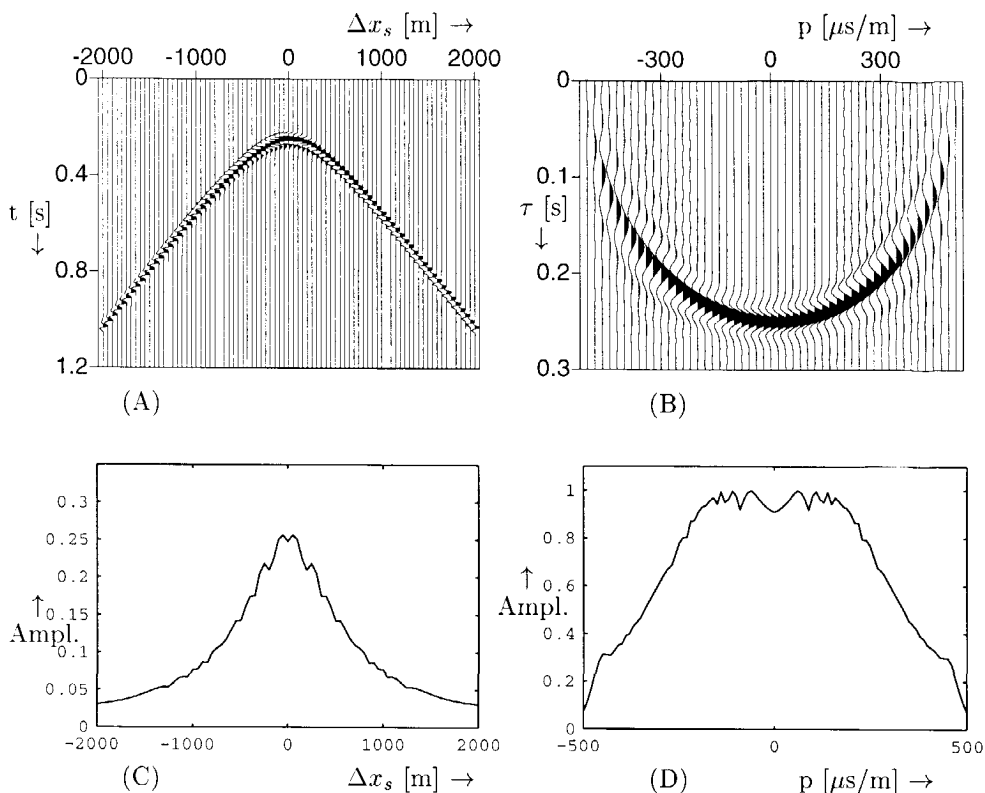 Δx_s [m] →
-2000 -1000 0 1000 2000
0
0.4
t [s]
↓
0.8
1.2
(A)
p [μs/m] →
-300 0 300
0
0.1
τ [s]
↓
0.2
0.3
(B)
0.3
0.25
0.2
↑
0.15
Ampl.
0.1
0.05
0
-2000 -1000 0 1000 2000
(C)
Δx_s [m] →
1
0.8
↑
0.6
Ampl.
0.4
0.2
0
-500 0 500
(D)
p [μs/m] →